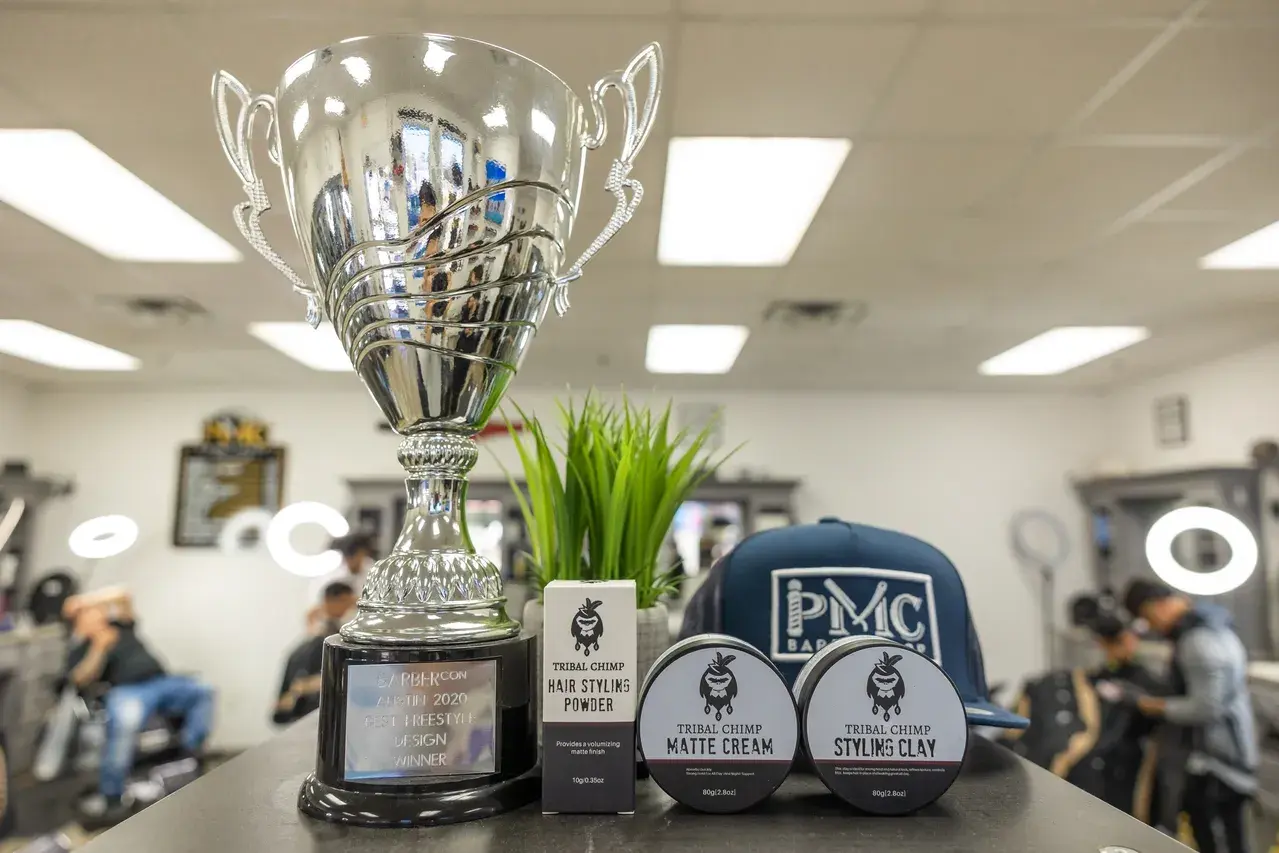 BARBERCON
AUSTIN 2020
BEST FREESTYLE
DESIGN
WINNER
TRIBAL CHIMP
HAIR STYLING
POWDER
Provides a volumizing
matte finish
10g/0.35oz
TRIBAL CHIMP
MATTE CREAM
80g(2.8oz)
TRIBAL CHIMP
STYLING CLAY
80g(2.8oz)
PMC